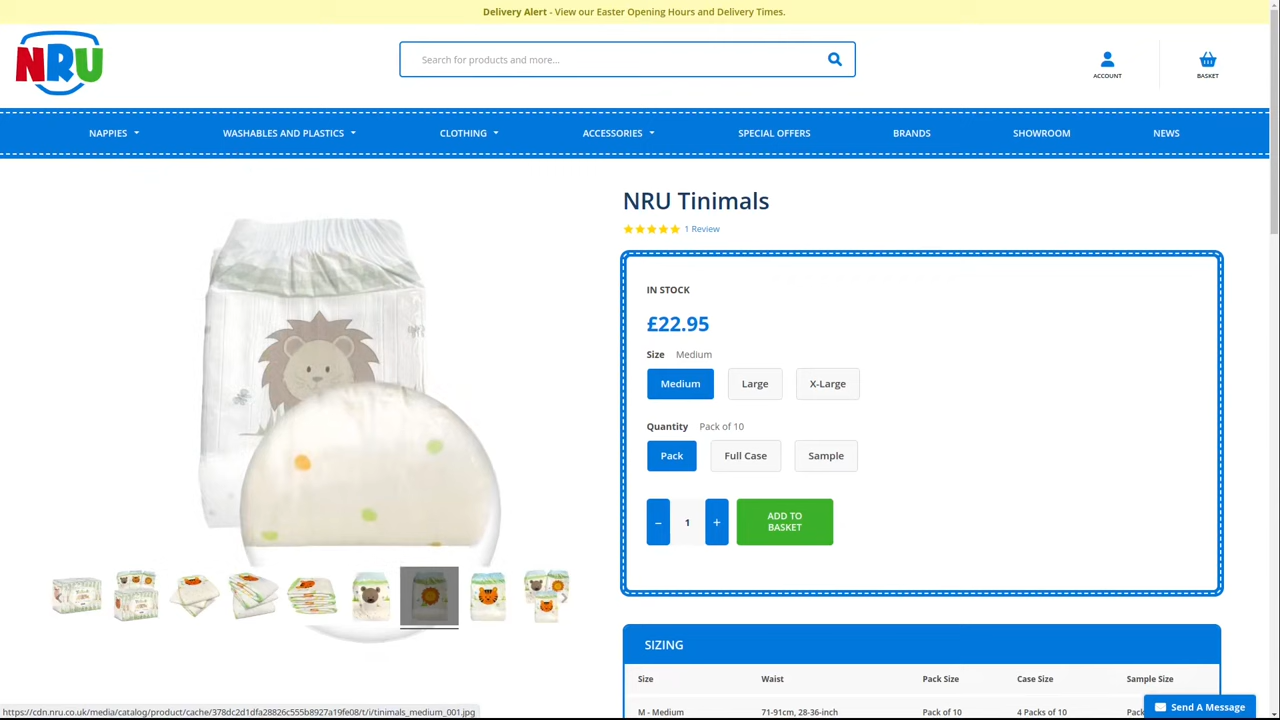 Delivery Alert - View our Easter Opening Hours and Delivery Times.
NRU
Search for products and more...
ACCOUNT
BASKET
NAPPIES
WASHABLES AND PLASTICS
CLOTHING
ACCESSORIES
SPECIAL OFFERS
BRANDS
SHOWROOM
NEWS
NRU Tinimals
1 Review
IN STOCK
£22.95
Size Medium
Medium Large X-Large
Quantity Pack of 10
Pack Full Case Sample
– 1 +
ADD TO
BASKET
SIZING
Size Waist Pack Size Case Size Sample Size
M - Medium 71-91cm, 28-36-inch Pack of 10 4 Packs of 10 Pack
Send A Message
https://cdn.nru.co.uk/media/catalog/product/cache/378dc2d1dfa28826c555b8927a19fe08/t/i/tinimals_medium_001.jpg